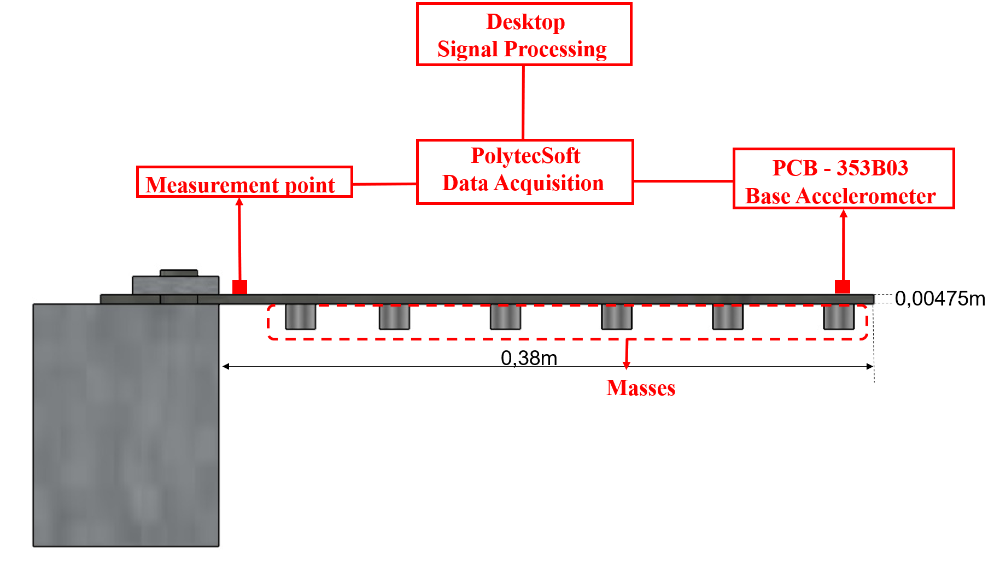 Desktop
Signal Processing
PolytecSoft
Data Acquisition
Measurement point
PCB - 353B03
Base Accelerometer
0,00475m
0,38m
Masses